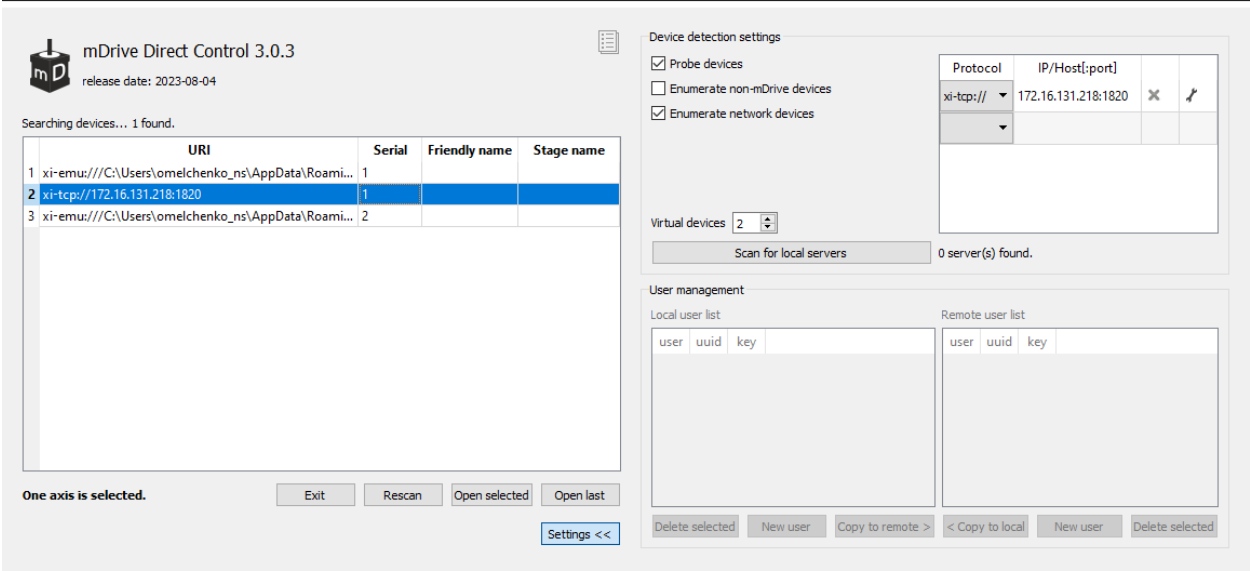 mD
mDrive Direct Control 3.0.3
release date: 2023-08-04
Searching devices... 1 found.
URI Serial Friendly name Stage name
1 xi-emu:///C:\Users\omelchenko_ns\AppData\Roami... 1
2 xi-tcp://172.16.131.218:1820 1
3 xi-emu:///C:\Users\omelchenko_ns\AppData\Roami... 2
One axis is selected.
Exit Rescan Open selected Open last
Settings <<
Device detection settings
Probe devices
Enumerate non-mDrive devices
Enumerate network devices
Protocol IP/Host[:port]
xi-tcp:// 172.16.131.218:1820
Virtual devices 2
Scan for local servers 0 server(s) found.
User management
Local user list
user uuid key
Remote user list
user uuid key
Delete selected New user Copy to remote > < Copy to local New user Delete selected